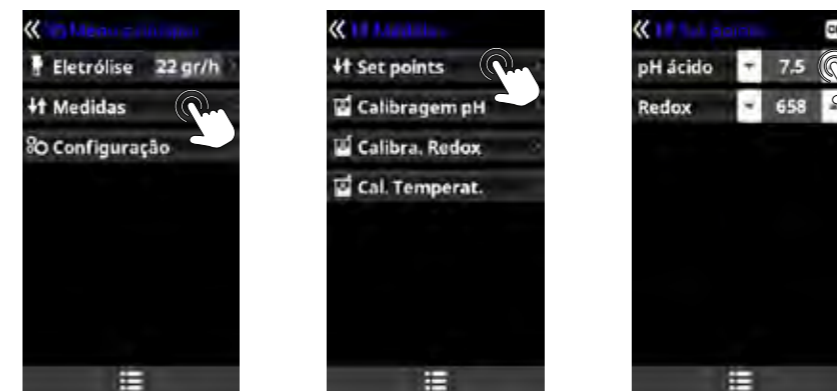 Eletrólise 22 gr/h
Medidas
Configuração
Set points
Calibragem pH
Calibra. Redox
Cal. Temperat.
pH ácido 7.5
Redox 658